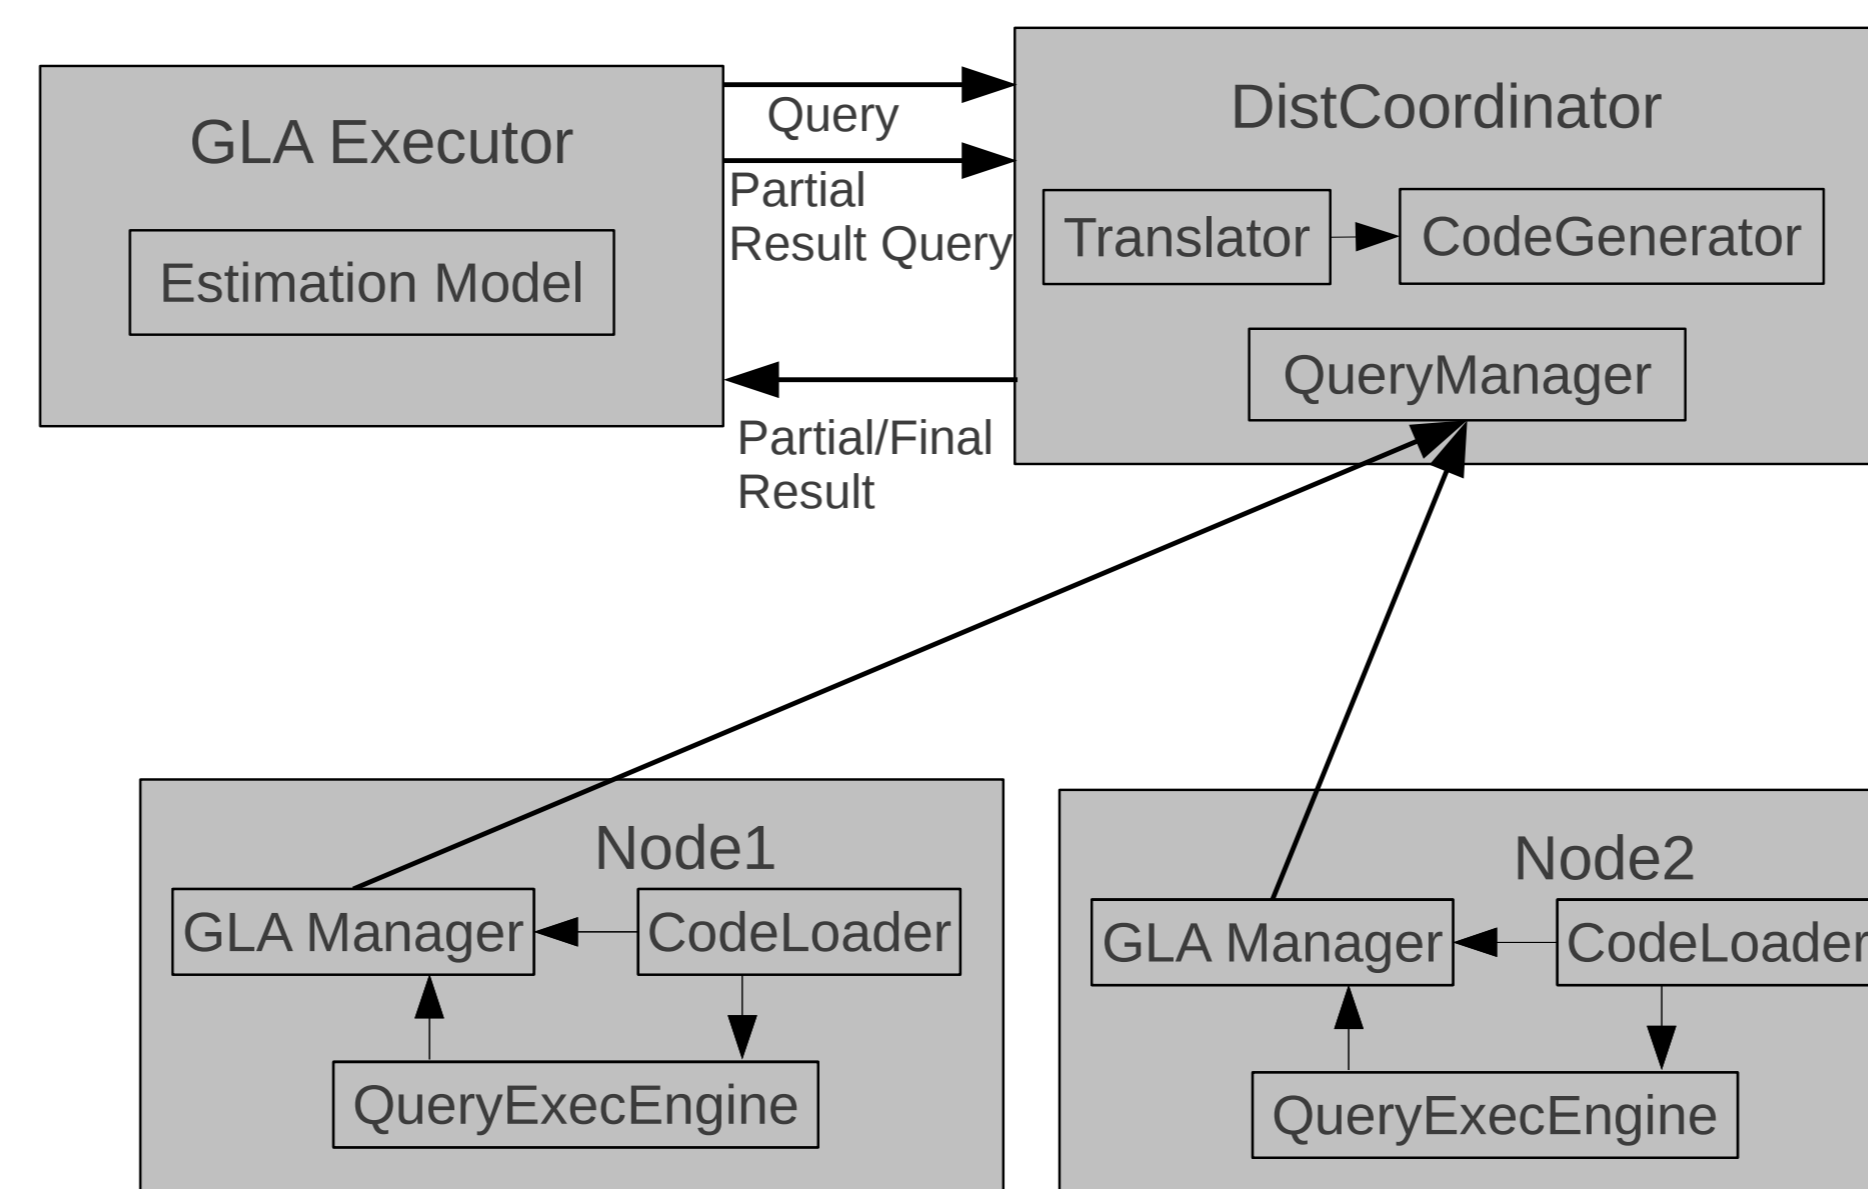 GLA Executor
Estimation Model
Query
Partial
Result Query
Partial/Final
Result
DistCoordinator
Translator
CodeGenerator
QueryManager
Node1
GLA Manager
CodeLoader
QueryExecEngine
Node2
GLA Manager
CodeLoader
QueryExecEngine